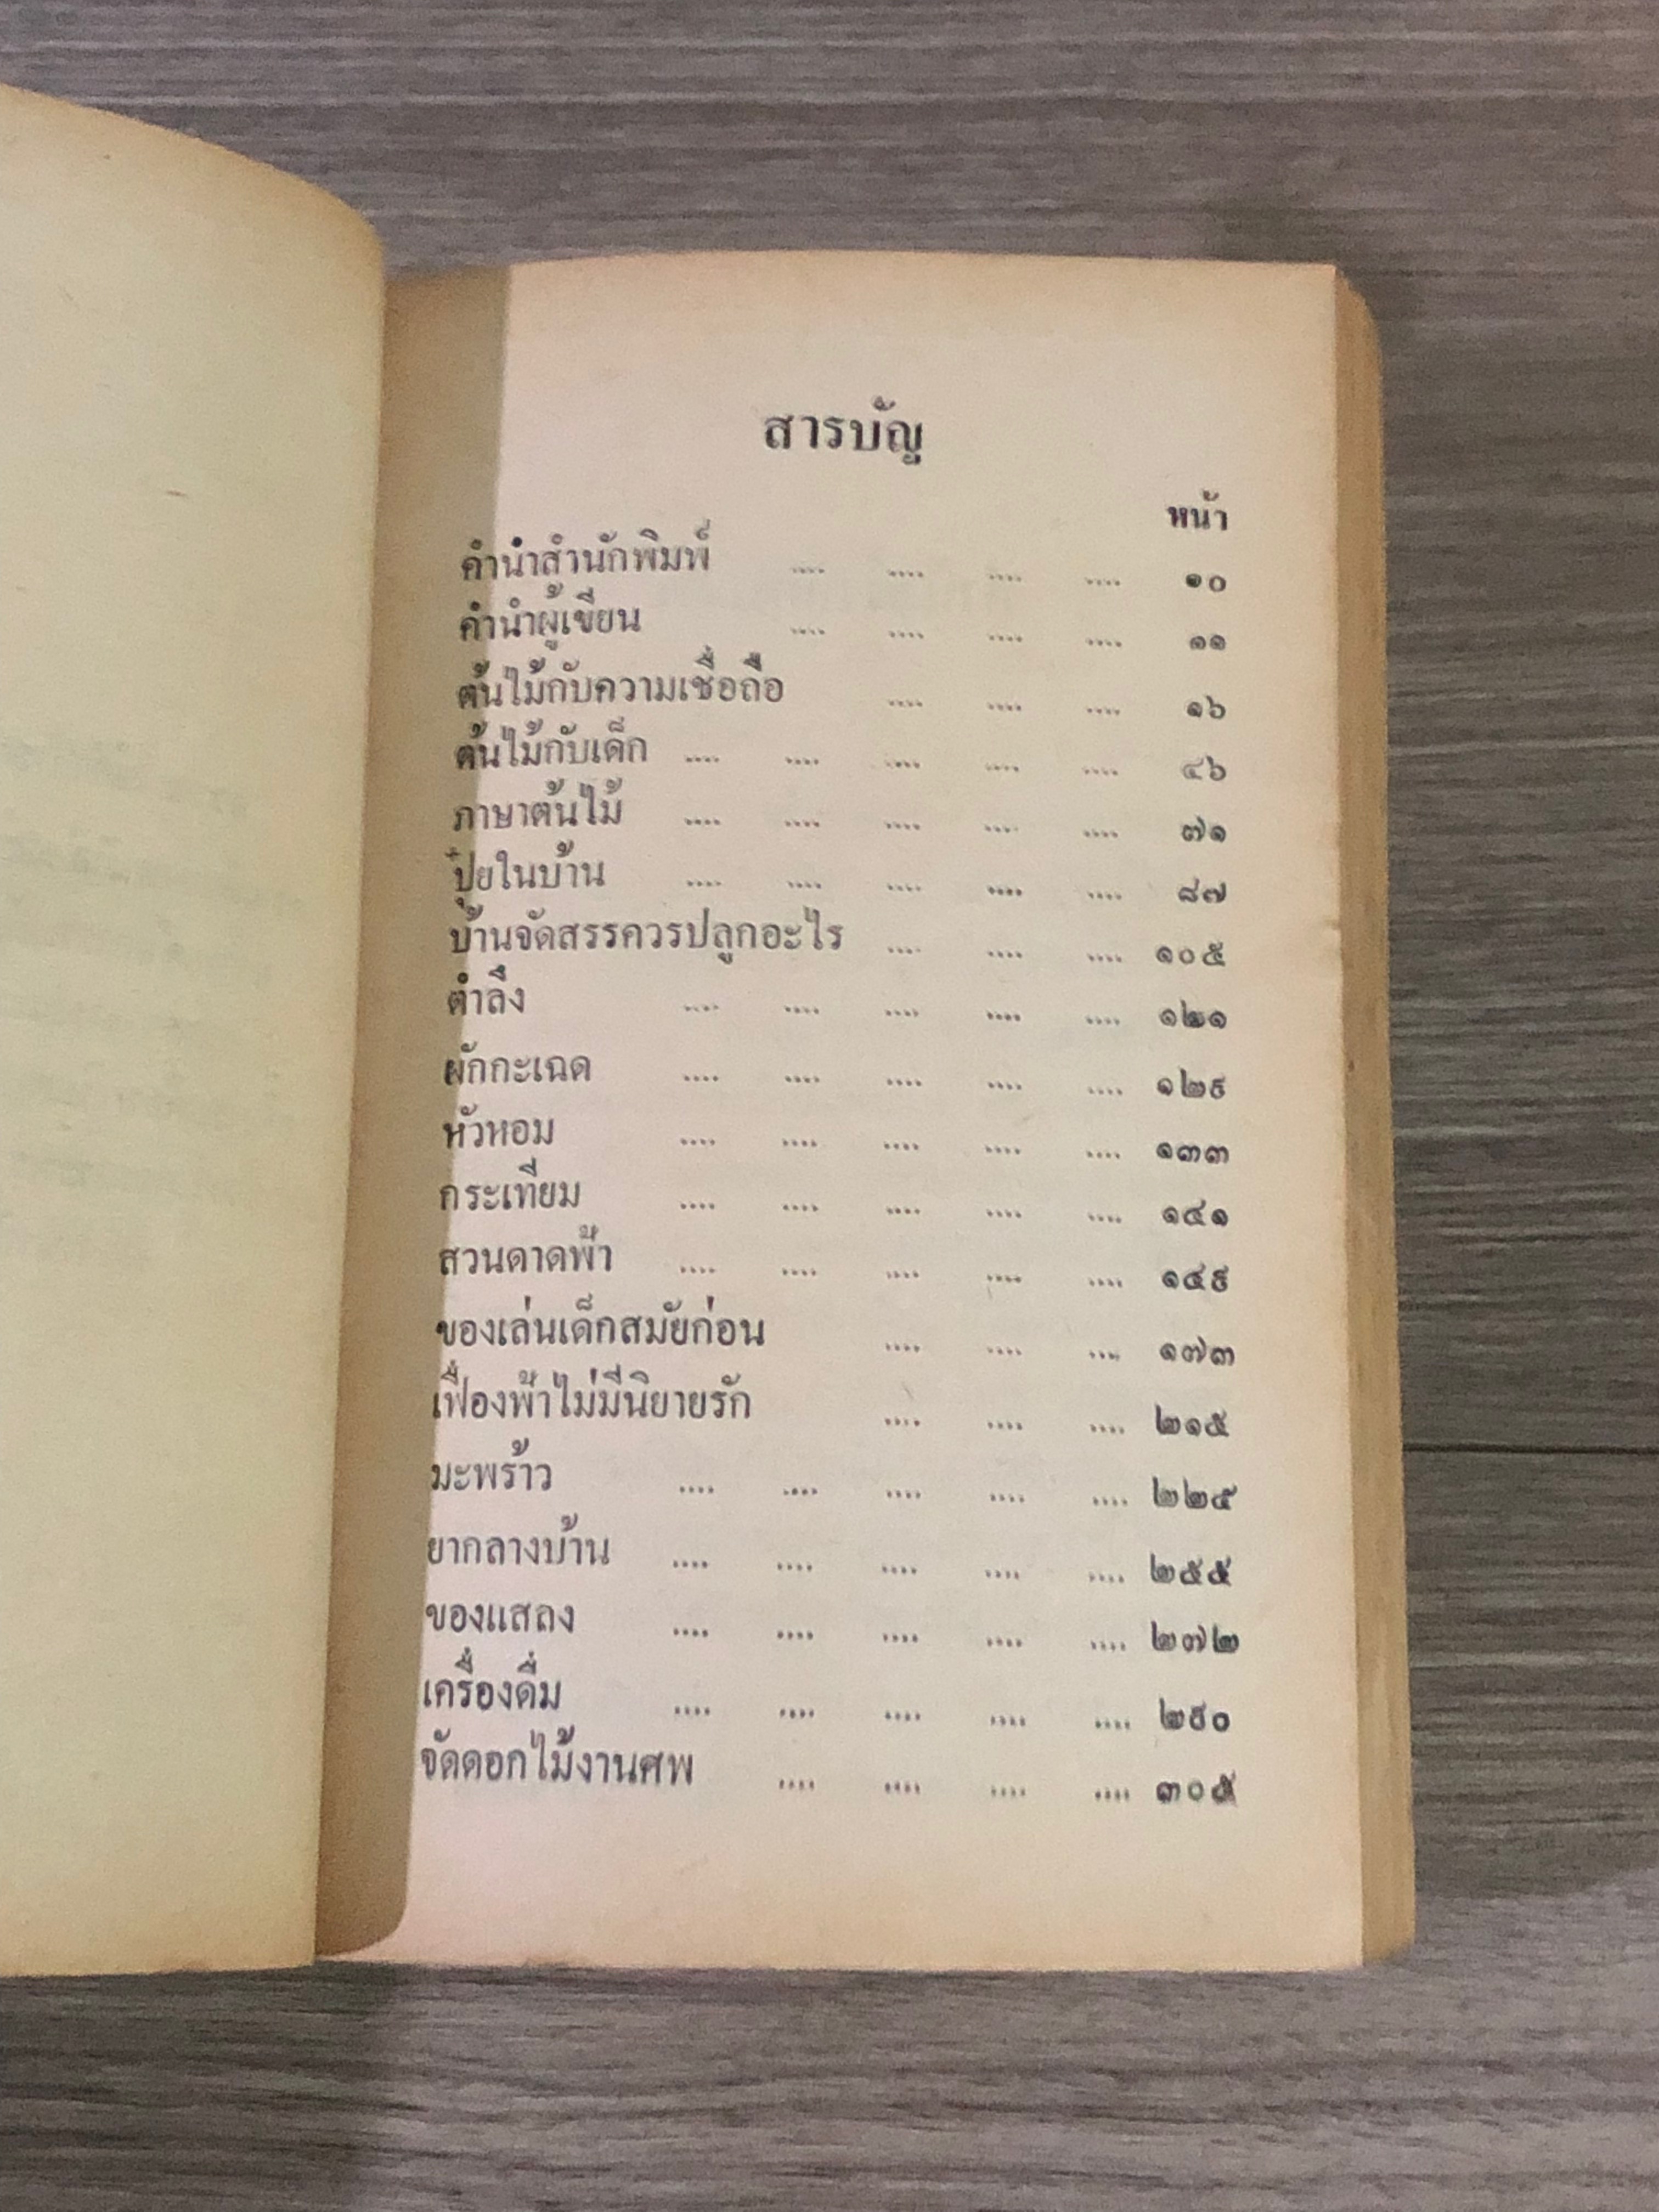 สารบัญ
หน้า
คำนำสำนักพิมพ์ .... .... .... .... ๑๐
คำนำผู้เขียน .... .... .... .... ๑๑
ต้นไม้กับความเชื่อถือ .... .... .... ๑๖
ต้นไม้กับเด็ก .... .... .... .... .... ๔๖
ภาษาต้นไม้ .... .... .... .... .... ๗๑
ปุ๋ยในบ้าน .... .... .... .... .... ๘๗
บ้านจัดสรรควรปลูกอะไร .... .... .... ๑๐๕
ตำลึง .... .... .... .... .... ๑๒๑
ผักกะเฉด .... .... .... .... .... ๑๒๙
หัวหอม .... .... .... .... .... ๑๓๓
กระเทียม .... .... .... .... .... ๑๔๑
สวนดาดฟ้า .... .... .... .... .... ๑๔๙
ของเล่นเด็กสมัยก่อน .... .... .... ๑๗๓
เฟื่องฟ้าไม่มีนิยายรัก .... .... .... ๒๑๕
มะพร้าว .... .... .... .... .... ๒๒๕
ยากลางบ้าน .... .... .... .... .... ๒๕๕
ของแสลง .... .... .... .... .... ๒๗๒
เครื่องดื่ม .... .... .... .... .... ๒๙๐
จัดดอกไม้งานศพ .... .... .... .... ๓๐๕